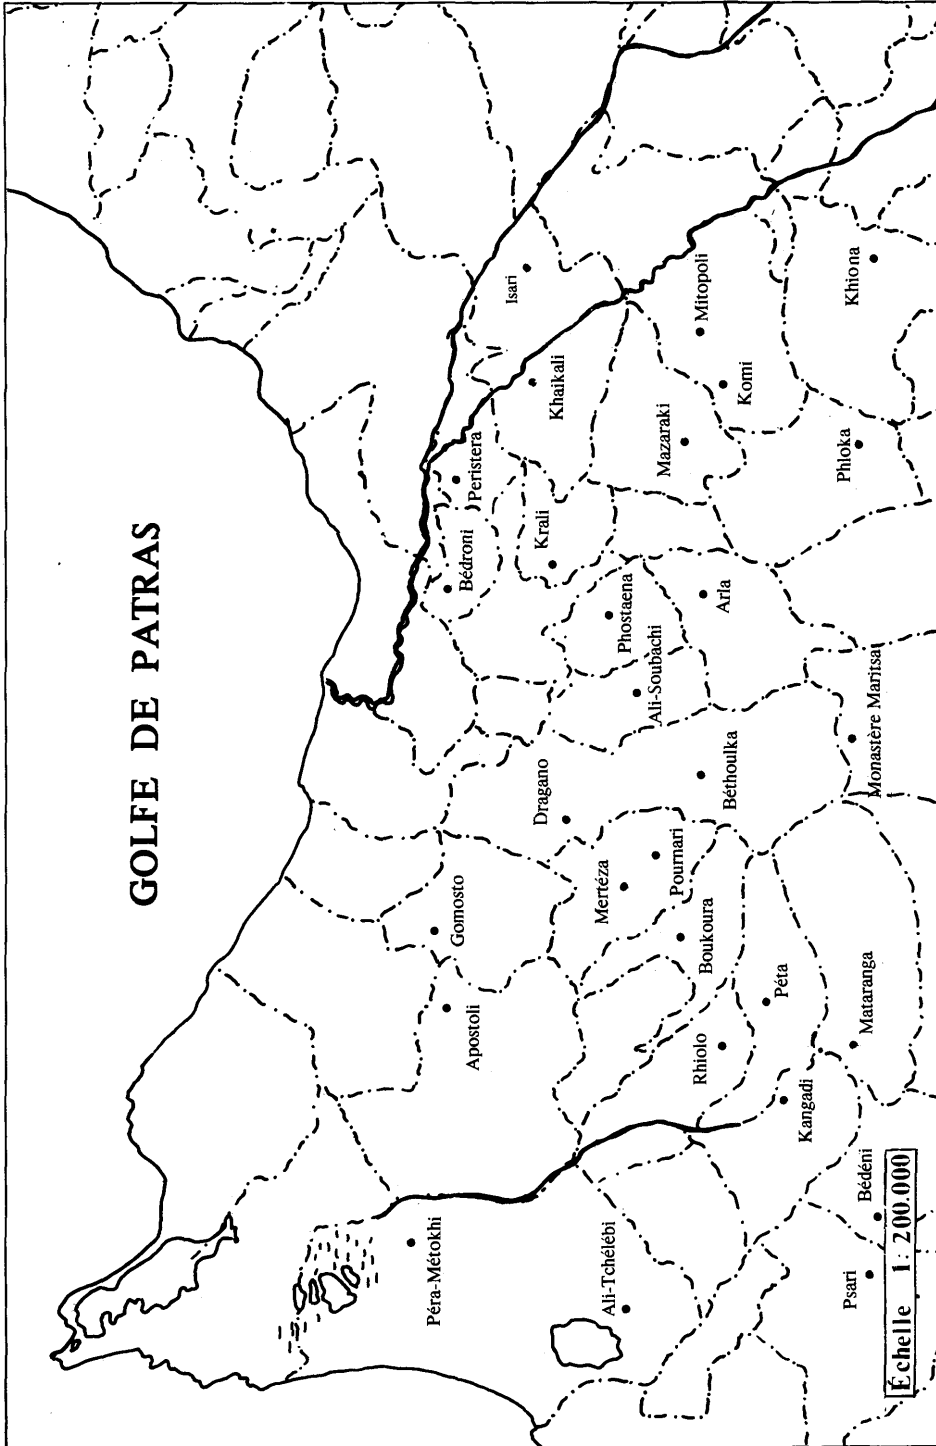 GOLFE DE PATRAS
Isari
Mitopoli
Khiona
Khaikali
Komi
Mazaraki
Peristera
Phloka
Krali
Bédroni
Phostaena
Arla
Ali-Soubachi
Monastère Maritsa
Béthoulka
Dragano
Pournari
Mertéza
Gomosto
Boukoura
Péta
Mataranga
Apostoli
Rhiolo
Kangadi
Bédéni
Péra-Métokhi
Ali-Tchélébi
Psari
Échelle 1: 200.000